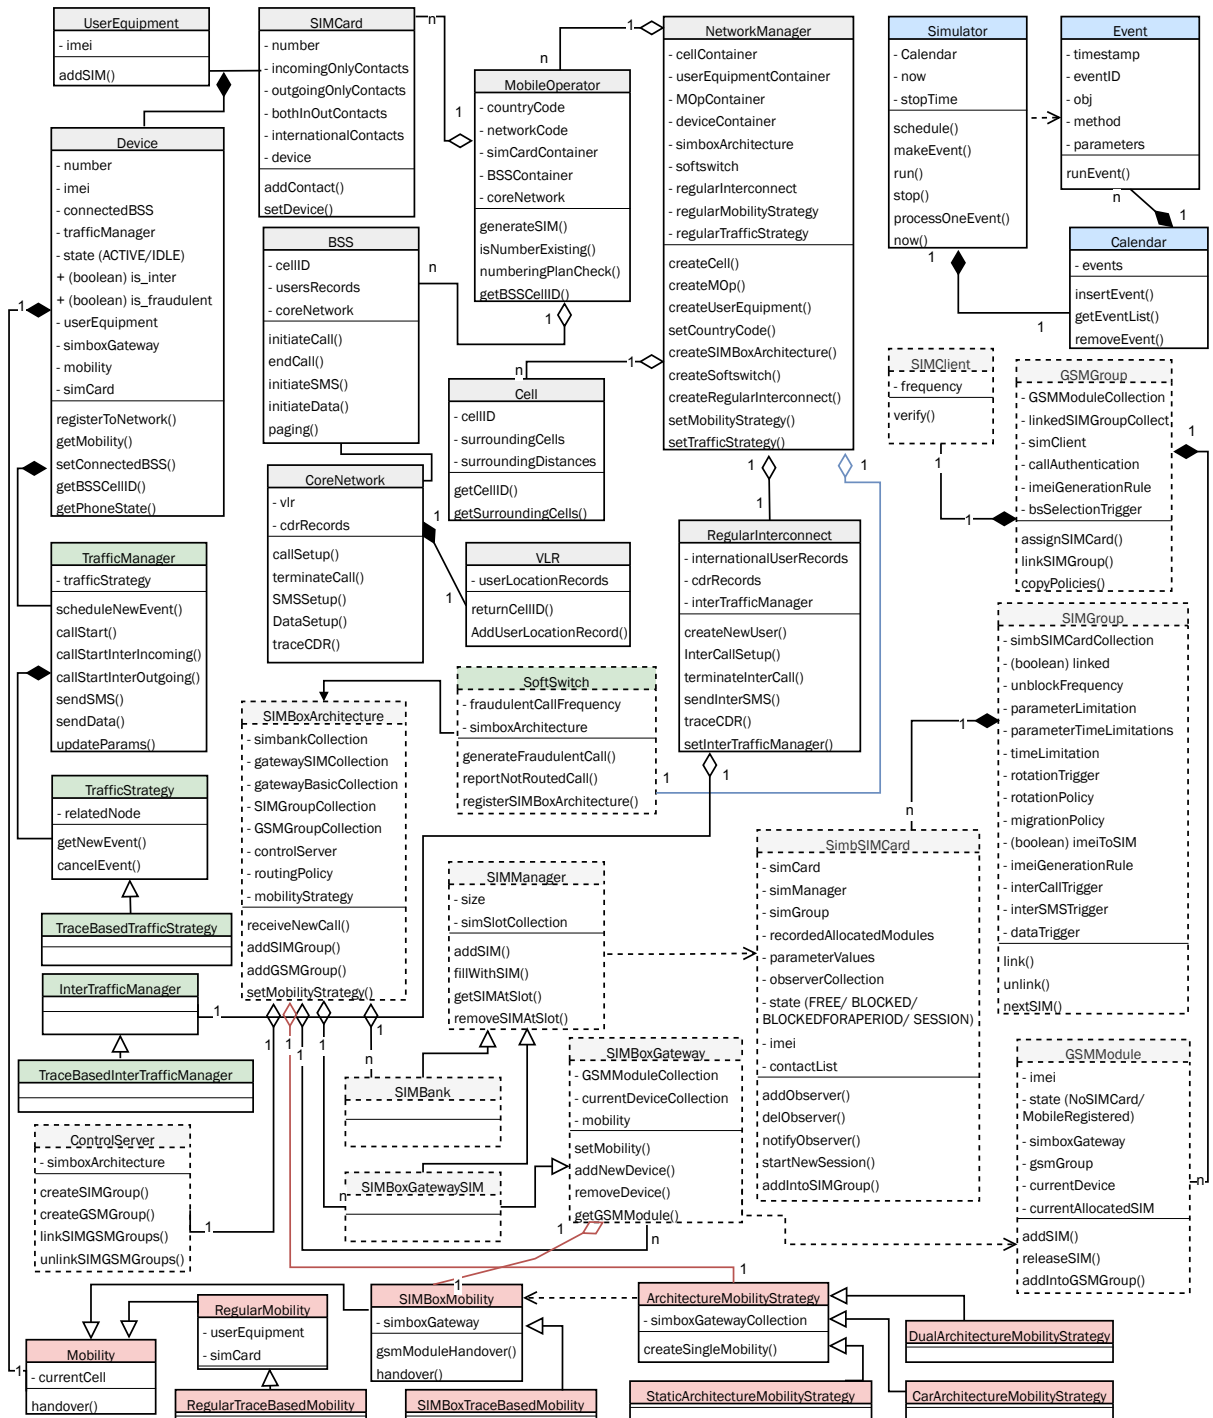 UserEquipment
- imei
addSIM()
SIMCard
- number
- incomingOnlyContacts
- outgoingOnlyContacts
- bothInOutContacts
- internationalContacts
- device
addContact()
setDevice()
n
1
n
1
MobileOperator
- countryCode
- networkCode
- simCardContainer
- BSSContainer
- coreNetwork
generateSIM()
isNumberExisting()
numberingPlanCheck()
getBSSCellID()
1
NetworkManager
- cellContainer
- userEquipmentContainer
- MOpContainer
- deviceContainer
- simboxArchitecture
- softswitch
- regularInterconnect
- regularMobilityStrategy
- regularTrafficStrategy
createCell()
createMOp()
createUserEquipment()
setCountryCode()
createSIMBoxArchitecture()
createSoftswitch()
createRegularInterconnect()
setMobilityStrategy()
setTrafficStrategy()
1
1
1
1
Simulator
- Calendar
- now
- stopTime
schedule()
makeEvent()
run()
stop()
processOneEvent()
now()
1
1
Event
- timestamp
- eventID
- obj
- method
- parameters
runEvent()
n
1
Calendar
- events
insertEvent()
getEventList()
removeEvent()
Device
- number
- imei
- connectedBSS
- trafficManager
- state (ACTIVE/IDLE)
+ (boolean) is_inter
+ (boolean) is_fraudulent
- userEquipment
- simboxGateway
- mobility
- simCard
registerToNetwork()
getMobility()
setConnectedBSS()
getBSSCellID()
getPhoneState()
1
BSS
- cellID
- usersRecords
- coreNetwork
initiateCall()
endCall()
initiateSMS()
initiateData()
paging()
n
n
Cell
- cellID
- surroundingCells
- surroundingDistances
getCellID()
getSurroundingCells()
SIMClient
- frequency
verify()
1
1
GSMGroup
- GSMModuleCollection
- linkedSIMGroupCollect
- simClient
- callAuthentication
- imeiGenerationRule
- bsSelectionTrigger
assignSIMCard()
linkSIMGroup()
copyPolicies()
1
CoreNetwork
- vlr
- cdrRecords
callSetup()
terminateCall()
SMSSetup()
DataSetup()
traceCDR()
1
1
VLR
- userLocationRecords
returnCellID()
AddUserLocationRecord()
RegularInterconnect
- internationalUserRecords
- cdrRecords
- interTrafficManager
createNewUser()
InterCallSetup()
terminateInterCall()
sendInterSMS()
traceCDR()
setInterTrafficManager()
1
1
TrafficManager
- trafficStrategy
scheduleNewEvent()
callStart()
callStartInterIncoming()
callStartInterOutgoing()
sendSMS()
sendData()
updateParams()
TrafficStrategy
- relatedNode
getNewEvent()
cancelEvent()
TraceBasedTrafficStrategy
InterTrafficManager
1
TraceBasedInterTrafficManager
SIMBoxArchitecture
- simbankCollection
- gatewaySIMCollection
- gatewayBasicCollection
- SIMGroupCollection
- GSMGroupCollection
- controlServer
- routingPolicy
- mobilityStrategy
receiveNewCall()
addSIMGroup()
addGSMGroup()
setMobilityStrategy()
1
1
1
1
1
SoftSwitch
- fraudulentCallFrequency
- simboxArchitecture
generateFraudulentCall()
reportNotRoutedCall()
registerSIMBoxArchitecture()
SIMManager
- size
- simSlotCollection
addSIM()
fillWithSIM()
getSIMAtSlot()
removeSIMAtSlot()
SimbSIMCard
- simCard
- simManager
- simGroup
- recordedAllocatedModules
- parameterValues
- observerCollection
- state (FREE/ BLOCKED/
BLOCKEDFORAPERIOD/ SESSION)
- imei
- contactList
addObserver()
delObserver()
notifyObserver()
startNewSession()
addIntoSIMGroup()
n
1
SIMGroup
- simbSIMCardCollection
- (boolean) linked
- unblockFrequency
- parameterLimitation
- parameterTimeLimitations
- timeLimitation
- rotationTrigger
- rotationPolicy
- migrationPolicy
- (boolean) imeiToSIM
- imeiGenerationRule
- interCallTrigger
- interSMSTrigger
- dataTrigger
link()
unlink()
nextSIM()
GSMModule
- imei
- state (NoSIMCard/
MobileRegistered)
- simboxGateway
- gsmGroup
- currentDevice
- currentAllocatedSIM
addSIM()
releaseSIM()
addIntoGSMGroup()
n
n
SIMBank
n
SIMBoxGatewaySIM
SIMBoxGateway
- GSMModuleCollection
- currentDeviceCollection
- mobility
setMobility()
addNewDevice()
removeDevice()
getGSMModule()
1
n
ControlServer
- simboxArchitecture
createSIMGroup()
createGSMGroup()
linkSIMGSMGroups()
unlinkSIMGSMGroups()
1
1
1
Mobility
- currentCell
handover()
1
RegularMobility
- userEquipment
- simCard
RegularTraceBasedMobility
SIMBoxMobility
- simboxGateway
gsmModuleHandover()
handover()
SIMBoxTraceBasedMobility
ArchitectureMobilityStrategy
- simboxGatewayCollection
createSingleMobility()
StaticArchitectureMobilityStrategy
DualArchitectureMobilityStrategy
CarArchitectureMobilityStrategy